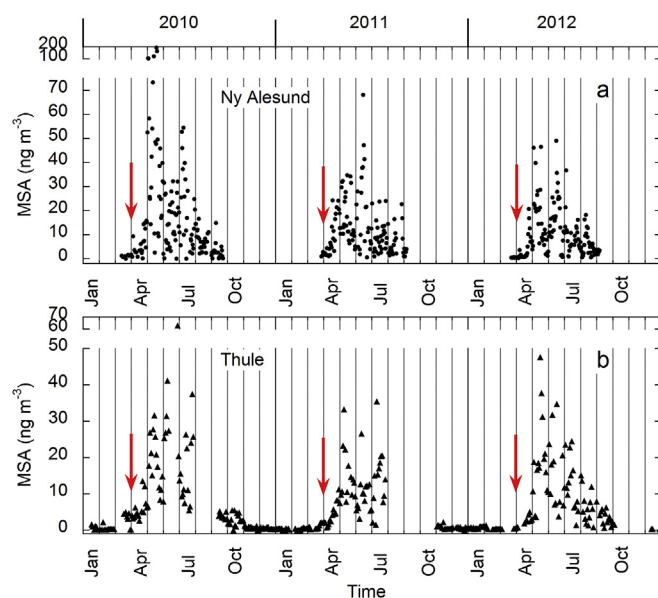 2010 2011 2012
200
100
70
60
50
40
30
20
10
0
MSA (ng m⁻³)
Ny Alesund
a
Jan Apr Jul Oct Jan Apr Jul Oct Jan Apr Jul Oct
70
60
50
40
30
20
10
0
MSA (ng m⁻³)
Thule
b
Jan Apr Jul Oct Jan Apr Jul Oct Jan Apr Jul Oct
Time